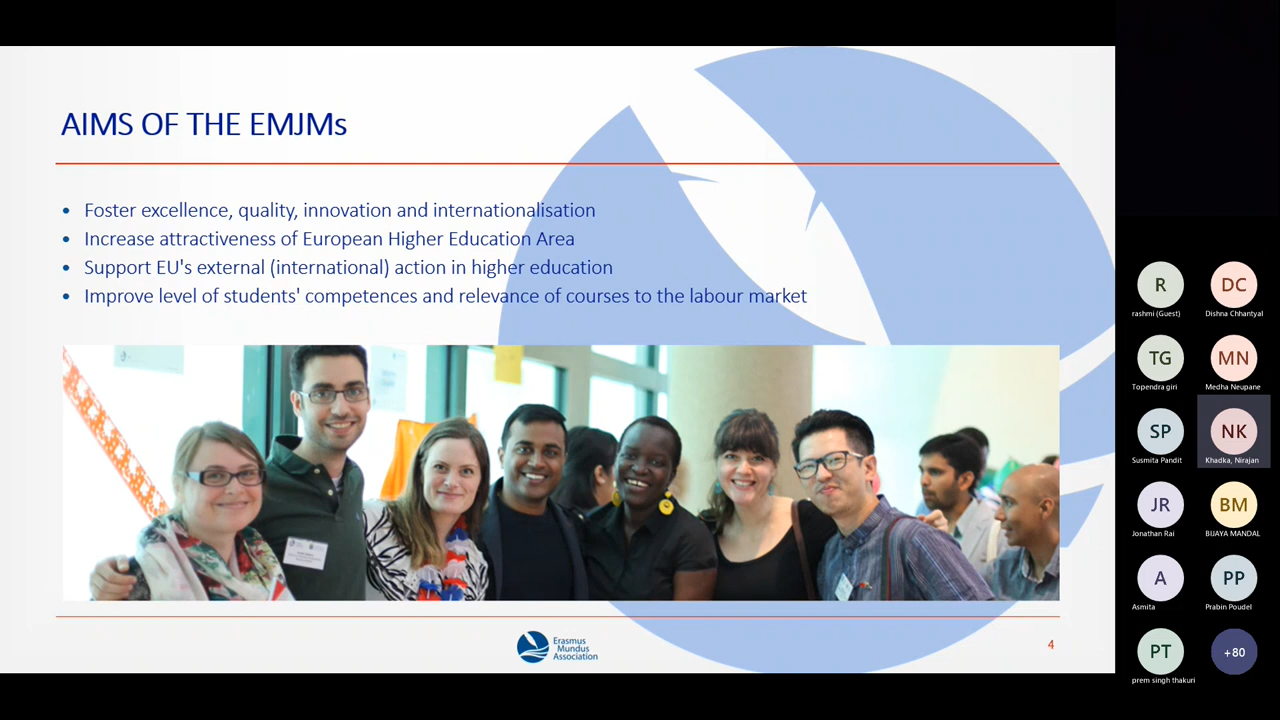 AIMS OF THE EMJMs
• Foster excellence, quality, innovation and internationalisation
• Increase attractiveness of European Higher Education Area
• Support EU's external (international) action in higher education
• Improve level of students' competences and relevance of courses to the labour market
Erasmus
Mundus
Association
4
R
rashmi (Guest)
DC
Dishna Chhantyal
TG
Topendra giri
MN
Medha Neupane
SP
Susmita Pandit
NK
Khadka, Nirajan
JR
Jonathan Rai
BM
BIJAYA MANDAL
A
Asmita
PP
Prabin Poudel
PT
prem singh thakuri
+80